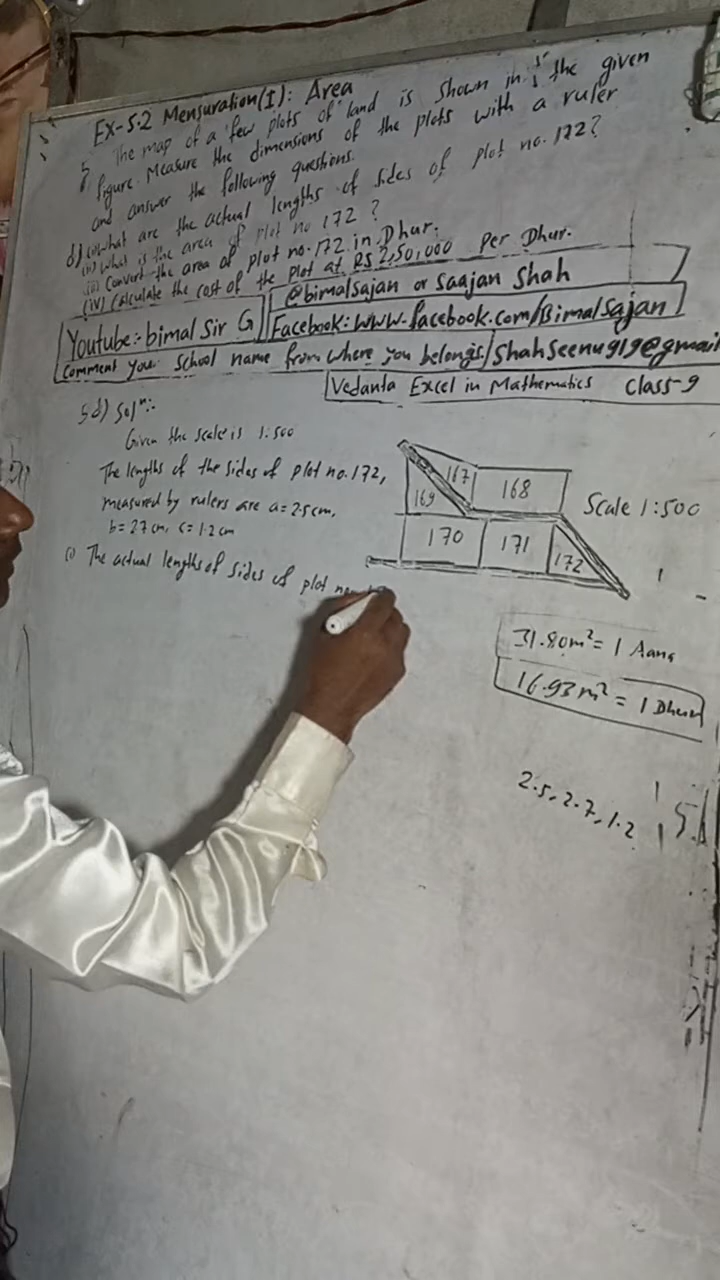 Ex-5.2 Mensuration(I): Area
5. The map of a few plots of land is shown in the given
figure. Measure the dimensions of the plots with a ruler
and answer the following questions.
d)(i) what are the actual lengths of sides of plot no. 172?
(ii) What is the area of plot no 172?
(iii) Convert the area of plot no. 172 in Dhur.
(iv) Calculate the cost of the plot at RS 2,50,000 Per Dhur.
@bimalsajan or Saajan Shah
Youtube:- bimal Sir G
Facebook: www.facebook.com/Bimalsajan
Comment your school name from where you belongs/Shahseenu919@gmail
Vedanta Excel in Mathematics Class-9
5d) Solⁿ:-
Given the scale is 1:500
The lengths of the sides of plot no. 172,
measured by rulers are a=2.5cm,
b=2.7cm, c=1.2cm
(i) The actual lengths of sides of plot no.
167
168
169
170
171
172
Scale 1:500
31.80m²= 1 Aana
16.93m² = 1 Dhur
2.5, 2.7, 1.2